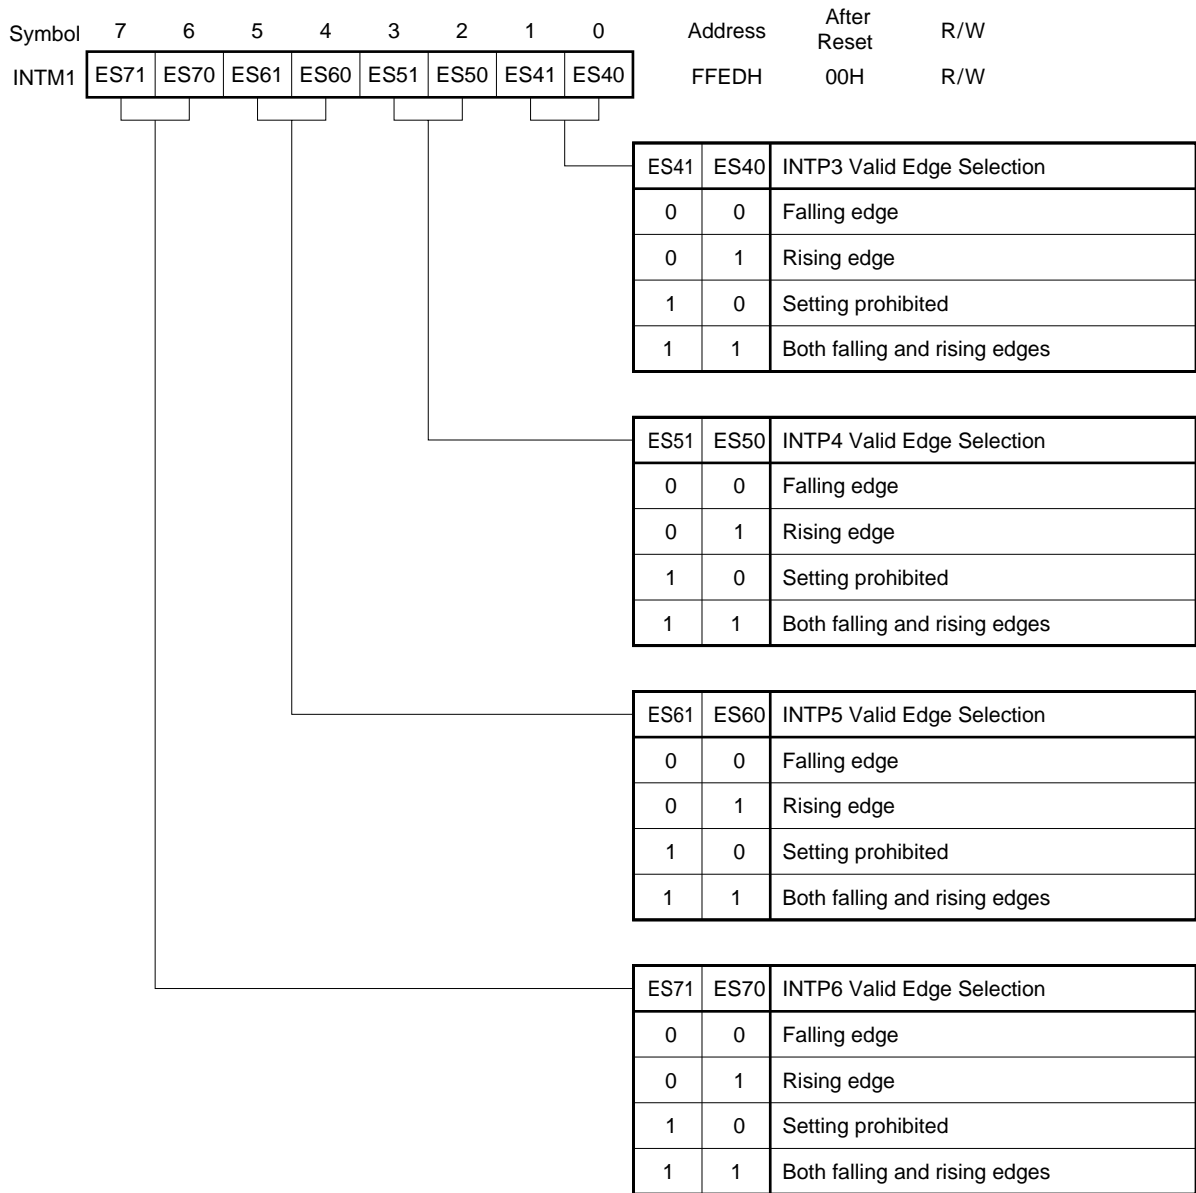 Symbol 7 6 5 4 3 2 1 0 Address After Reset R/W
INTM1 ES71 ES70 ES61 ES60 ES51 ES50 ES41 ES40 FFEDH 00H R/W
ES41 ES40 INTP3 Valid Edge Selection
0 0 Falling edge
0 1 Rising edge
1 0 Setting prohibited
1 1 Both falling and rising edges
ES51 ES50 INTP4 Valid Edge Selection
0 0 Falling edge
0 1 Rising edge
1 0 Setting prohibited
1 1 Both falling and rising edges
ES61 ES60 INTP5 Valid Edge Selection
0 0 Falling edge
0 1 Rising edge
1 0 Setting prohibited
1 1 Both falling and rising edges
ES71 ES70 INTP6 Valid Edge Selection
0 0 Falling edge
0 1 Rising edge
1 0 Setting prohibited
1 1 Both falling and rising edges